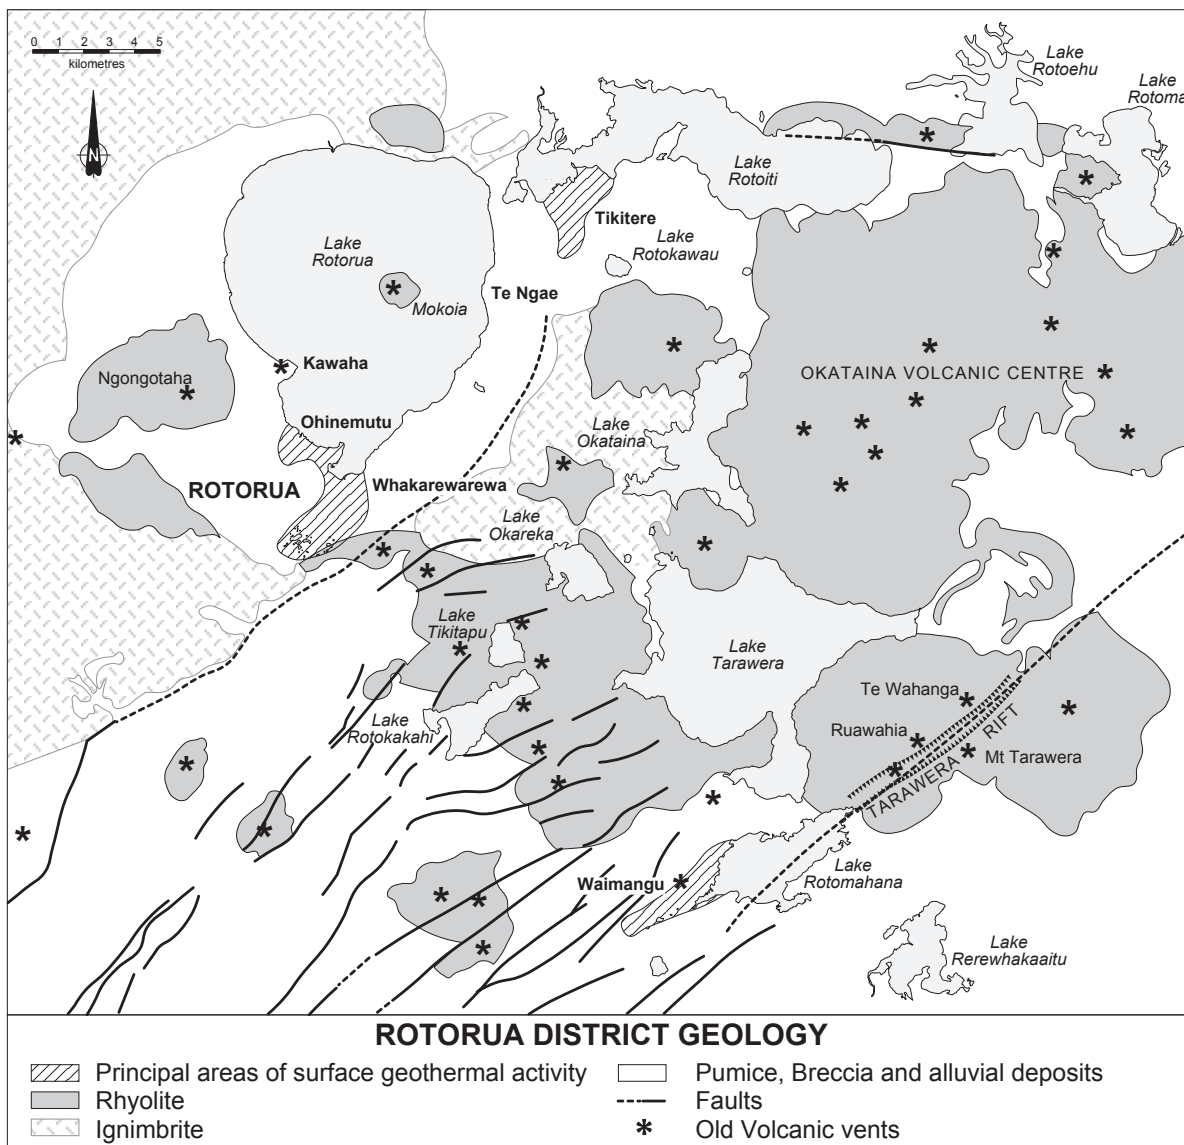 0 1 2 3 4 5
kilometres
N
Lake
Rotoehu
Lake
Rotoma
Lake
Rotoiti
Tikitere
Lake
Rotokawau
Lake
Rotorua
Mokoia
Te Ngae
Kawaha
Ngongotaha
OKATAINA VOLCANIC CENTRE
Ohinemutu
Lake
Okataina
ROTORUA
Whakarewarewa
Lake
Okareka
Lake
Tikitapu
Lake
Tarawera
Te Wahanga
Lake
Rotokakahi
Ruawahia
TARAWERA RIFT
Mt Tarawera
Waimangu
Lake
Rotomahana
Lake
Rerewhakaaitu
ROTORUA DISTRICT GEOLOGY
Principal areas of surface geothermal activity
Pumice, Breccia and alluvial deposits
Rhyolite
Faults
Ignimbrite
Old Volcanic vents